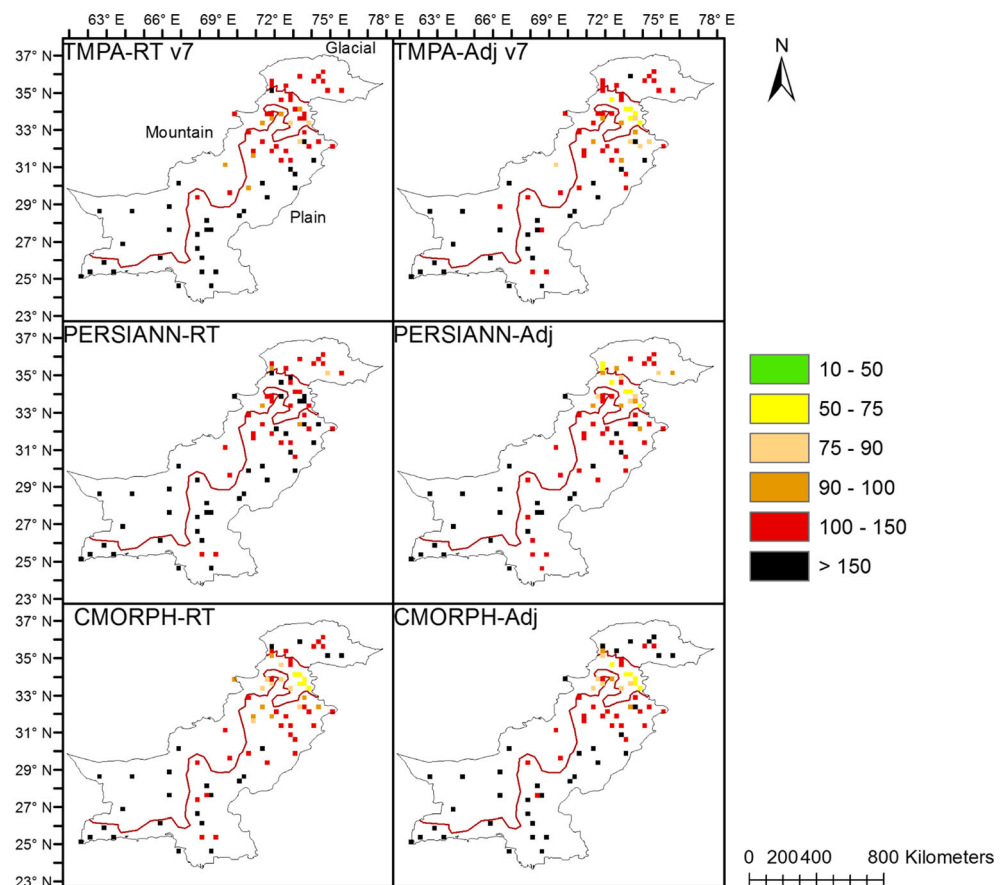 63° E 66° E 69° E 72° E 75° E 78° E 63° E 66° E 69° E 72° E 75° E 78° E
TMPA-RT v7
Glacial
Mountain
Plain
37° N
35° N
33° N
31° N
29° N
27° N
25° N
23° N
TMPA-Adj v7
N
PERSIANN-RT
37° N
35° N
33° N
31° N
29° N
27° N
25° N
23° N
PERSIANN-Adj
10 - 50
50 - 75
75 - 90
90 - 100
100 - 150
> 150
CMORPH-RT
37° N
35° N
33° N
31° N
29° N
27° N
25° N
23° N
CMORPH-Adj
0 200 400 800 Kilometers